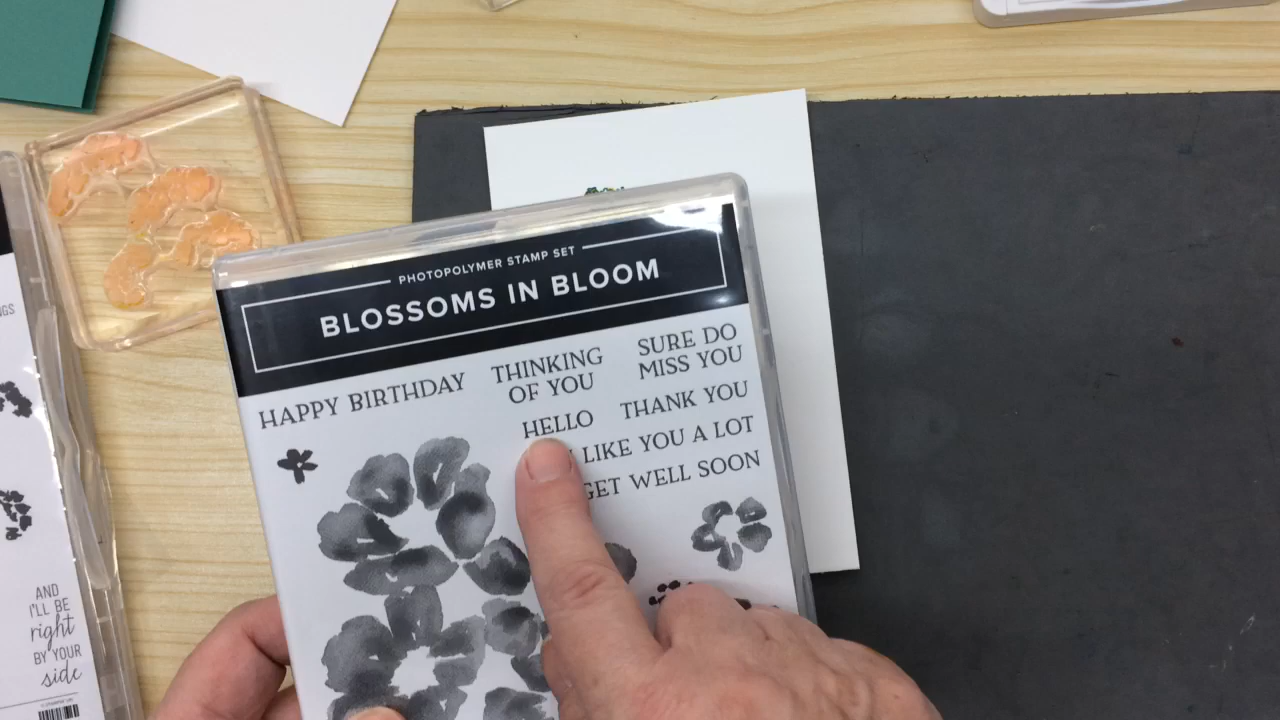 PHOTOPOLYMER STAMP SET
BLOSSOMS IN BLOOM
HAPPY BIRTHDAY
THINKING
OF YOU
SURE DO
MISS YOU
HELLO
THANK YOU
LIKE YOU A LOT
GET WELL SOON
AND
I'LL BE
right
BY YOUR
side